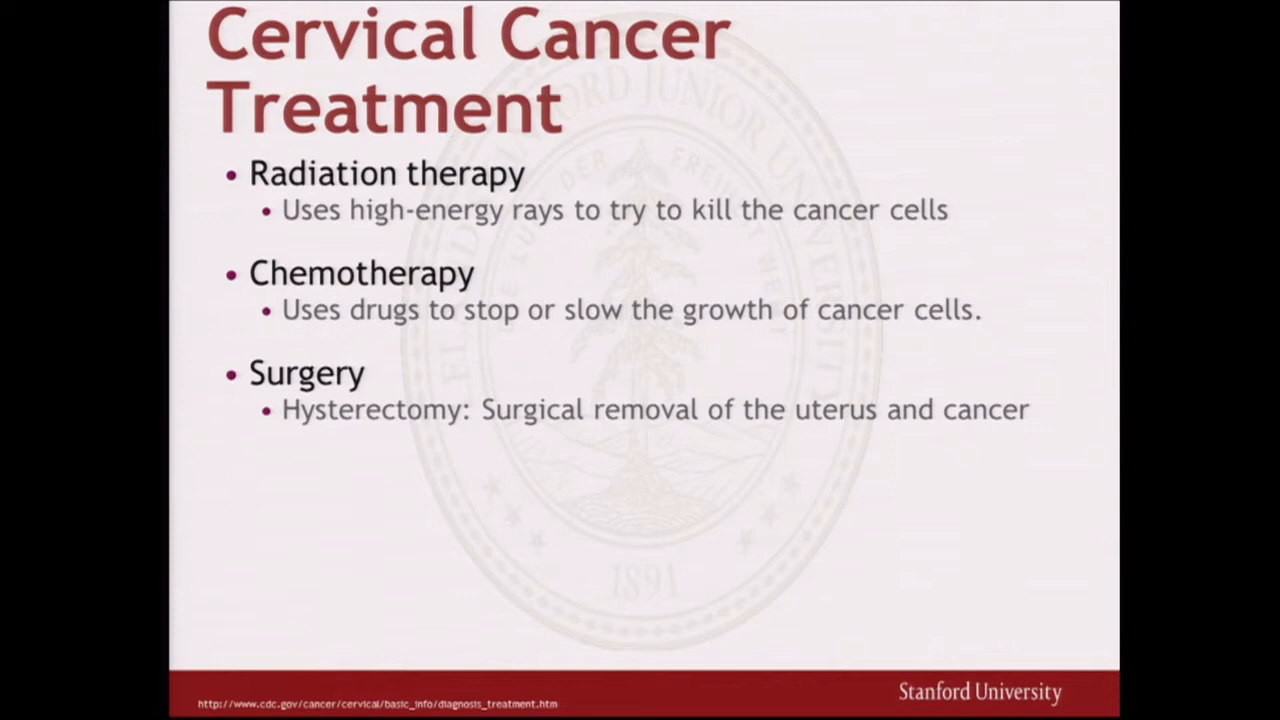 Cervical Cancer
Treatment
• Radiation therapy
• Uses high-energy rays to try to kill the cancer cells
• Chemotherapy
• Uses drugs to stop or slow the growth of cancer cells.
• Surgery
• Hysterectomy: Surgical removal of the uterus and cancer
1891
http://www.cdc.gov/cancer/cervical/basic_info/diagnosis_treatment.htm
Stanford University